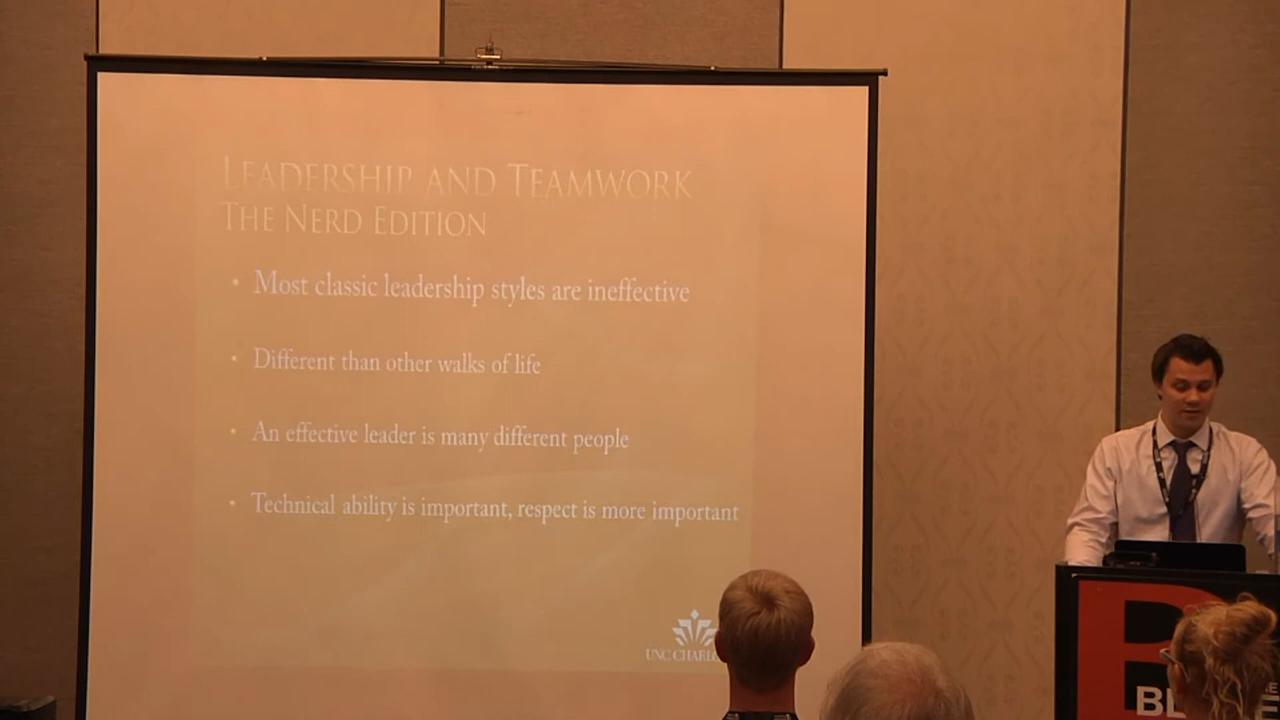 LEADERSHIP AND TEAMWORK
THE NERD EDITION
• Most classic leadership styles are ineffective
• Different than other walks of life
• An effective leader is many different people
• Technical ability is important, respect is more important
UNC